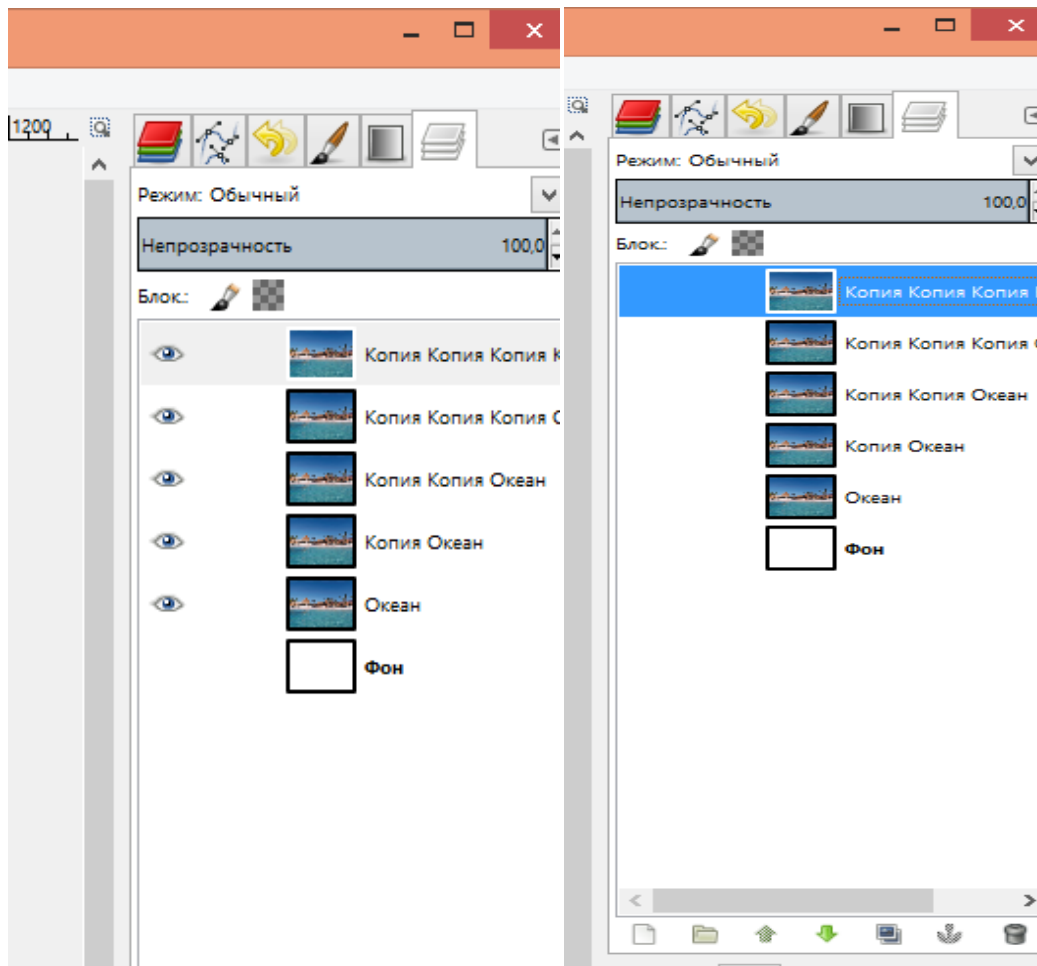 1200
Режим: Обычный
Непрозрачность 100,0
Блок.:
Копия Копия Копия
Копия Копия Копия
Копия Копия Океан
Копия Океан
Океан
Фон
Режим: Обычный
Непрозрачность 100,0
Блок.:
Копия Копия Копия
Копия Копия Копия
Копия Копия Океан
Копия Океан
Океан
Фон